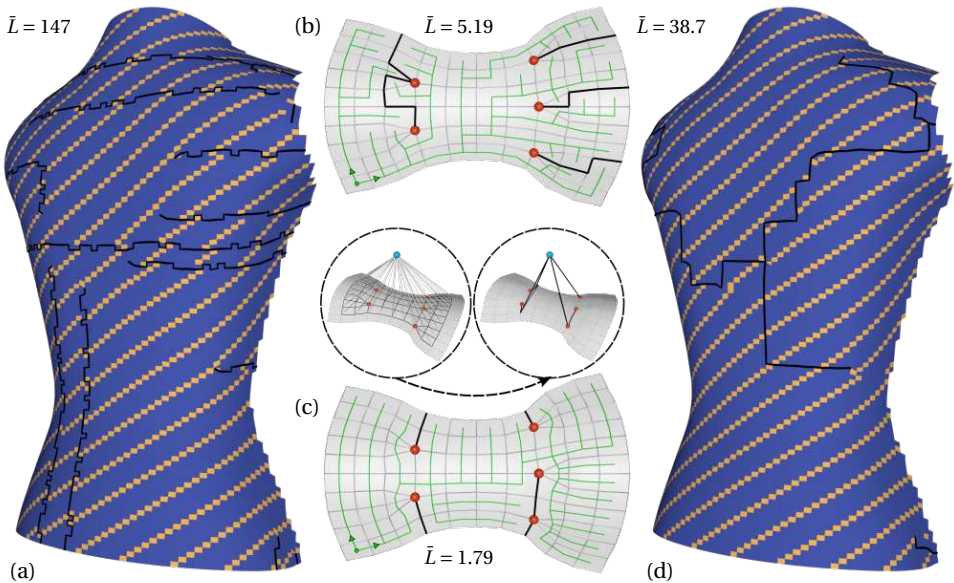 L̄ = 147
(b)
L̄ = 5.19
L̄ = 38.7
(c)
L̄ = 1.79
(a)
(d)